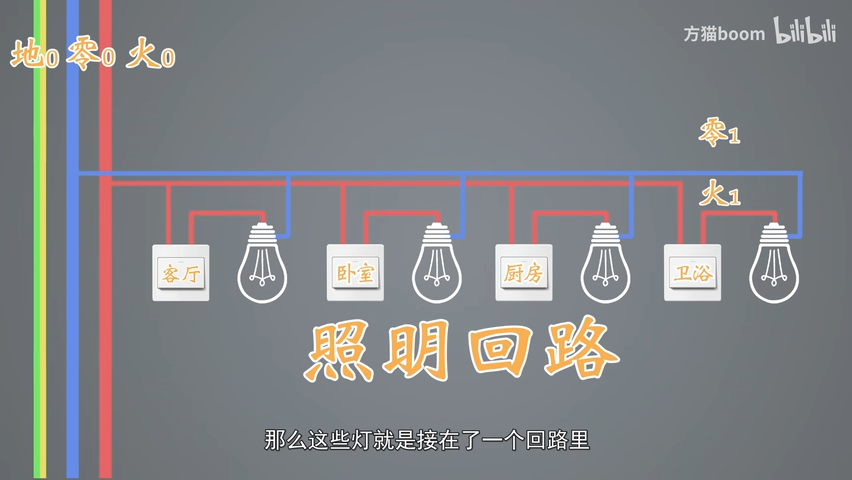 方猫boom bilibili
地0 零0 火0
零1
火1
客厅 卧室 厨房 卫浴
照明回路
那么这些灯就是接在了一个回路里